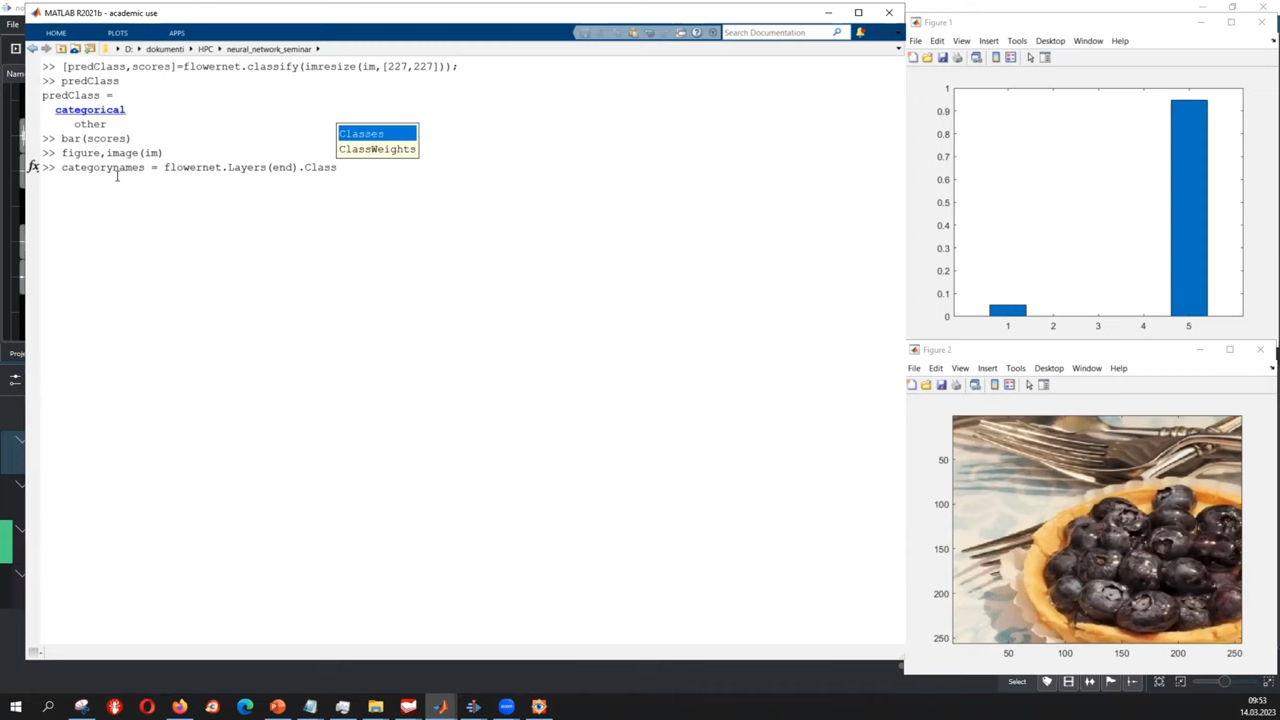 MATLAB R2021b - academic use
HOME PLOTS APPS
Search Documentation
D: dokumenti HPC neural_network_seminar
>> [predClass,scores]=flowernet.classify(imresize(im,[227,227]));
>> predClass
predClass =
categorical
other
>> bar(scores)
>> figure,image(im)
>> categorynames = flowernet.Layers(end).Class
Classes
ClassWeights
fx
Figure 1
File Edit View Insert Tools Desktop Window Help
1
0.9
0.8
0.7
0.6
0.5
0.4
0.3
0.2
0.1
0
1 2 3 4 5
Figure 2
File Edit View Insert Tools Desktop Window Help
50
100
150
200
250
50 100 150 200 250
File
Name
Proje
Select
09:53
14.03.2023